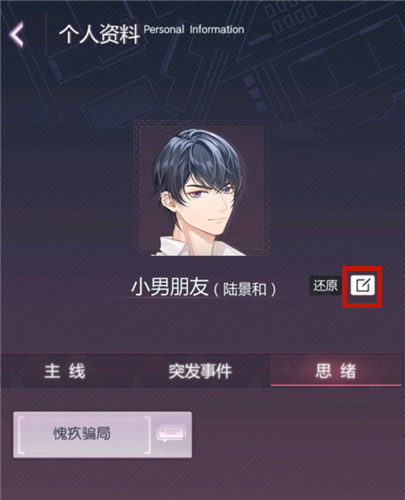 个人资料 Personal Information
小男朋友(陆景和) 还原
主线 突发事件 思绪
愧疚骗局